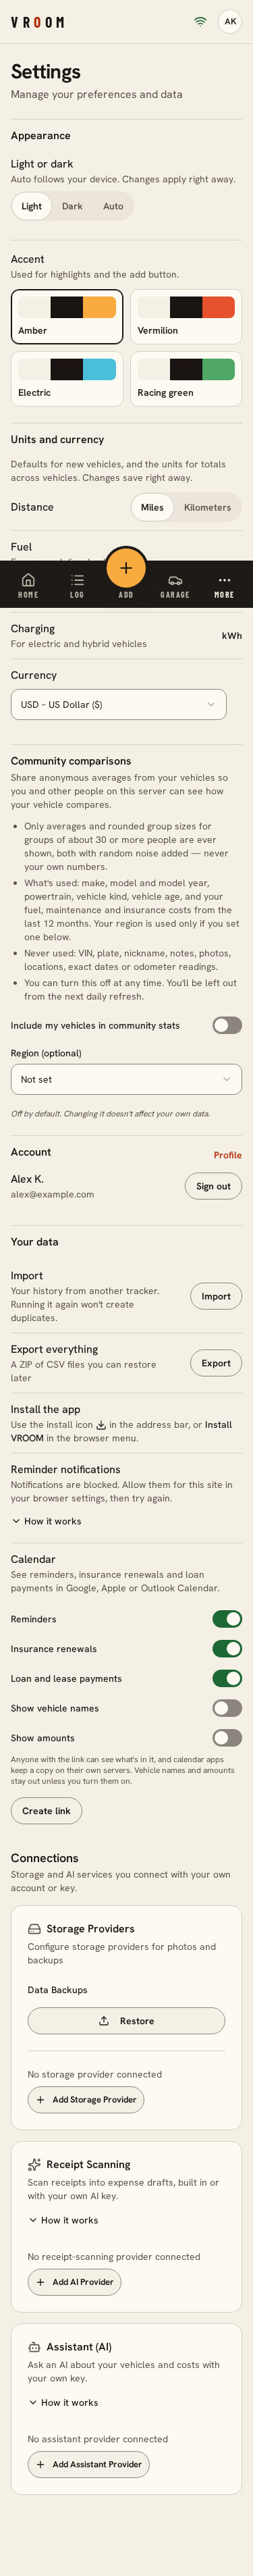 VROOM
AK
Settings
Manage your preferences and data
Appearance
Light or dark
Auto follows your device. Changes apply right away.
Light Dark Auto
Accent
Used for highlights and the add button.
Amber Vermilion
Electric Racing green
Units and currency
Defaults for new vehicles, and the units for totals
across vehicles. Changes save right away.
Distance Miles Kilometers
Fuel
HOME LOG ADD GARAGE MORE
Charging
For electric and hybrid vehicles
kWh
Currency
USD – US Dollar ($)
Community comparisons
Share anonymous averages from your vehicles so
you and other people on this server can see how
your vehicle compares.
• Only averages and rounded group sizes for
groups of about 30 or more people are ever
shown, both with random noise added — never
your own numbers.
• What's used: make, model and model year,
powertrain, vehicle kind, vehicle age, and your
fuel, maintenance and insurance costs from the
last 12 months. Your region is used only if you set
one below.
• Never used: VIN, plate, nickname, notes, photos,
locations, exact dates or odometer readings.
• You can turn this off at any time. You'll be left out
from the next daily refresh.
Include my vehicles in community stats
Region (optional)
Not set
Off by default. Changing it doesn't affect your own data.
Account
Profile
Alex K.
alex@example.com
Sign out
Your data
Import
Your history from another tracker.
Running it again won't create
duplicates.
Import
Export everything
A ZIP of CSV files you can restore
later
Export
Install the app
Use the install icon in the address bar, or Install
VROOM in the browser menu.
Reminder notifications
Notifications are blocked. Allow them for this site in
your browser settings, then try again.
How it works
Calendar
See reminders, insurance renewals and loan
payments in Google, Apple or Outlook Calendar.
Reminders
Insurance renewals
Loan and lease payments
Show vehicle names
Show amounts
Anyone with the link can see what's in it, and calendar apps
keep a copy on their own servers. Vehicle names and amounts
stay out unless you turn them on.
Create link
Connections
Storage and AI services you connect with your own
account or key.
Storage Providers
Configure storage providers for photos and
backups
Data Backups
Restore
No storage provider connected
Add Storage Provider
Receipt Scanning
Scan receipts into expense drafts, built in or
with your own AI key.
How it works
No receipt-scanning provider connected
Add AI Provider
Assistant (AI)
Ask an AI about your vehicles and costs with
your own key.
How it works
No assistant provider connected
Add Assistant Provider